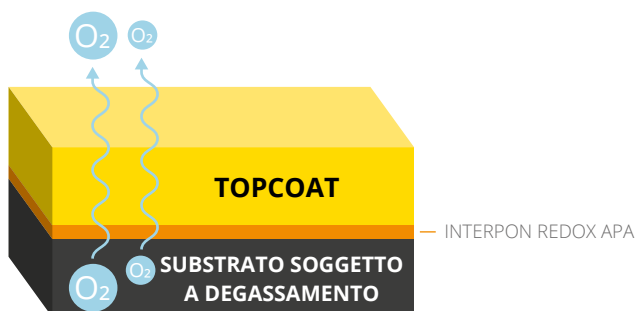 O₂ O₂
TOPCOAT
INTERPON REDOX APA
O₂ O₂ SUBSTRATO SOGGETTO
A DEGASSAMENTO